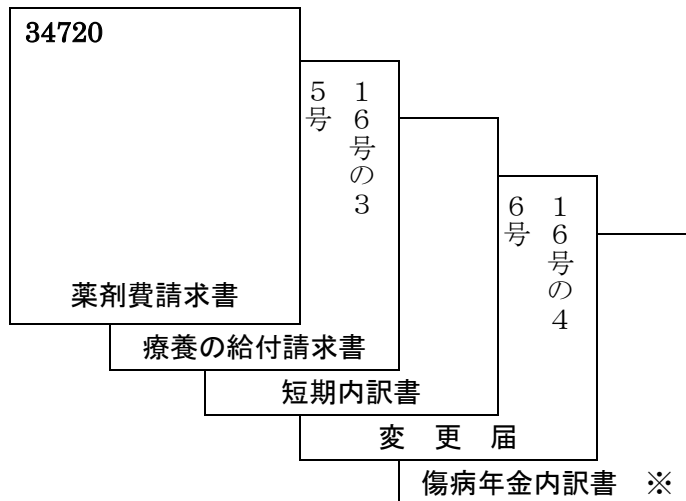 34720
薬剤費請求書
16号の3
5号
療養の給付請求書
短期内訳書
16号の4
6号
変　更　届
傷病年金内訳書　※